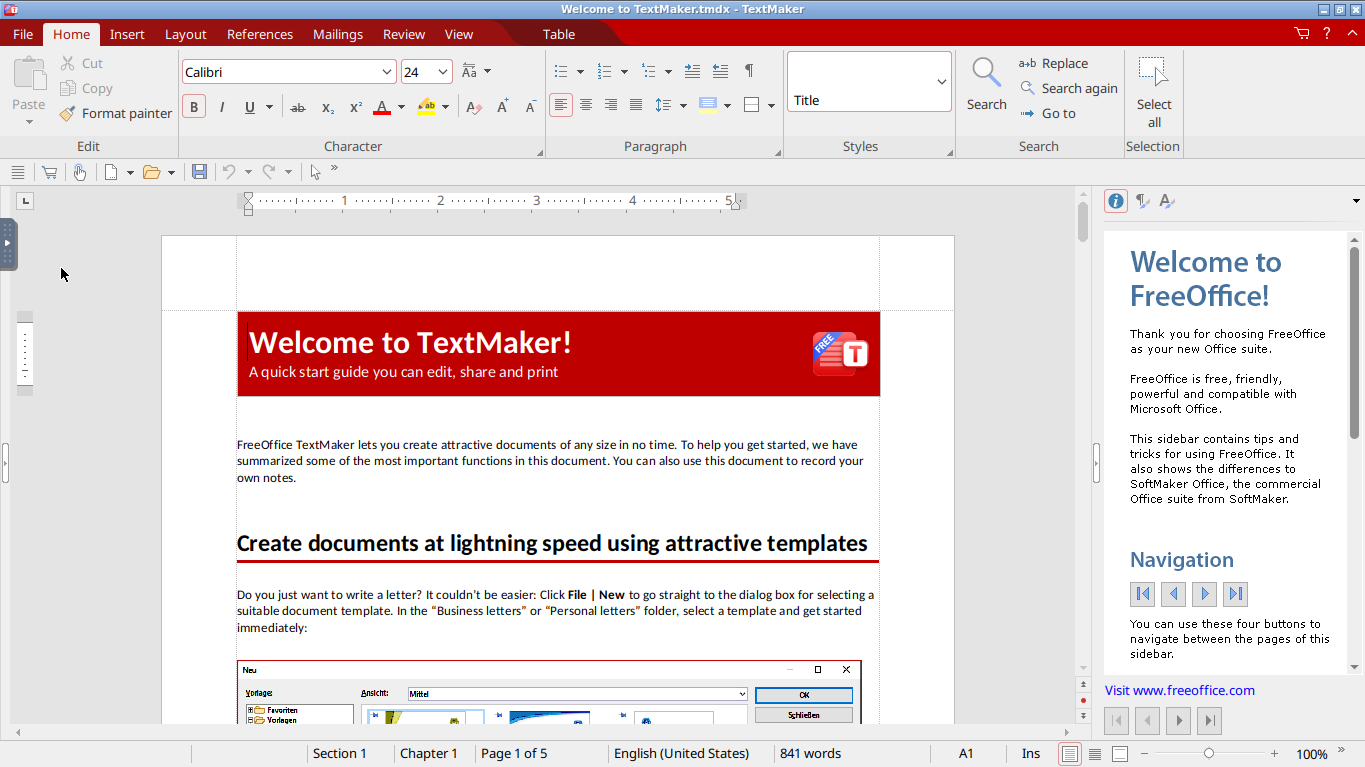 Welcome to TextMaker.tmdx - TextMaker
File Home Insert Layout References Mailings Review View Table
Paste
Cut
Copy
Format painter
Edit
Calibri 24
Character
Paragraph
Title
Styles
Search
Replace
Search again
Go to
Search
Select
all
Selection
1 2 3 4 5
Welcome to TextMaker!
A quick start guide you can edit, share and print
FREE T
FreeOffice TextMaker lets you create attractive documents of any size in no time. To help you get started, we have
summarized some of the most important functions in this document. You can also use this document to record your
own notes.
Create documents at lightning speed using attractive templates
Do you just want to write a letter? It couldn’t be easier: Click File | New to go straight to the dialog box for selecting a
suitable document template. In the “Business letters” or “Personal letters” folder, select a template and get started
immediately:
Neu
Vorlage: Ansicht: Mittel OK
Favoriten
Vorlagen
Schließen
Welcome to
FreeOffice!
Thank you for choosing FreeOffice
as your new Office suite.
FreeOffice is free, friendly,
powerful and compatible with
Microsoft Office.
This sidebar contains tips and
tricks for using FreeOffice. It
also shows the differences to
SoftMaker Office, the commercial
Office suite from SoftMaker.
Navigation
You can use these four buttons to
navigate between the pages of this
sidebar.
Visit www.freeoffice.com
Section 1 Chapter 1 Page 1 of 5 English (United States) 841 words A1 Ins 100%